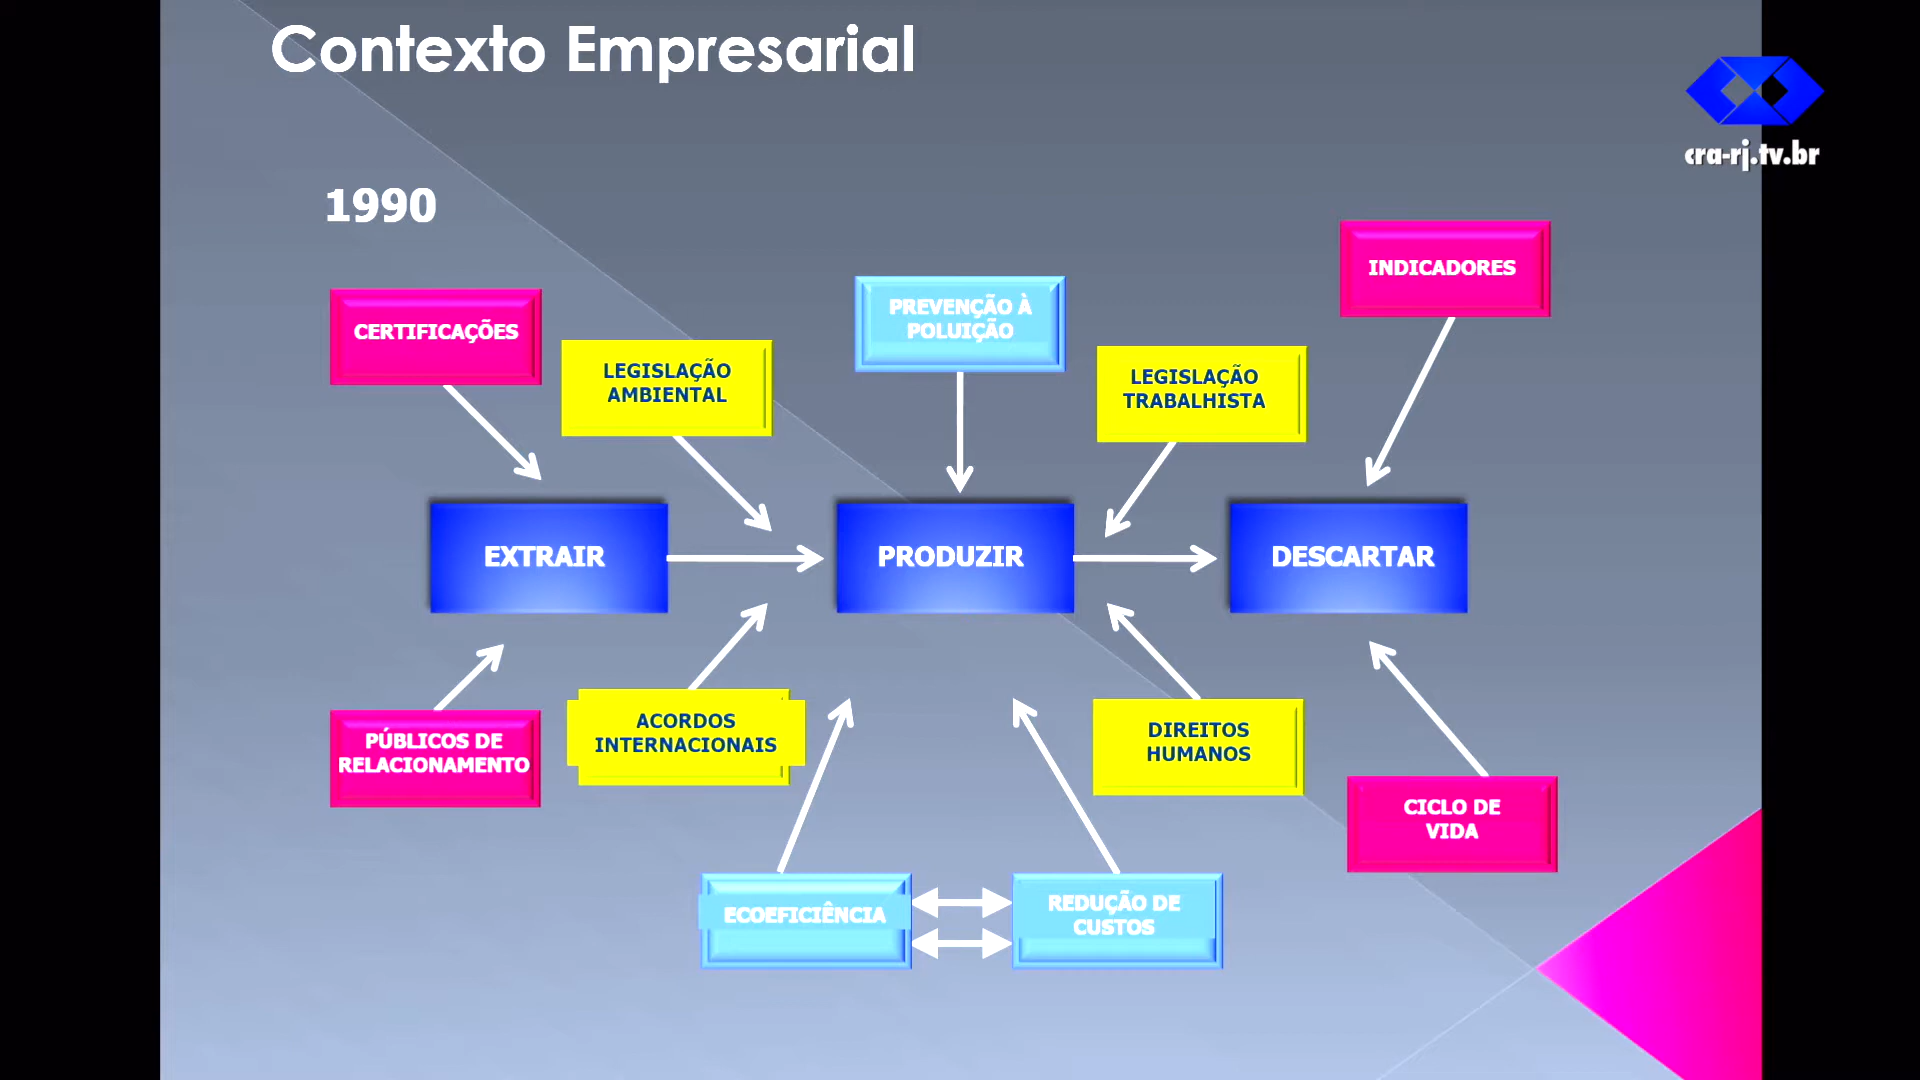 Contexto Empresarial
cra-rj.tv.br
1990
INDICADORES
CERTIFICAÇÕES
PREVENÇÃO À
POLUIÇÃO
LEGISLAÇÃO
AMBIENTAL
LEGISLAÇÃO
TRABALHISTA
EXTRAIR
PRODUZIR
DESCARTAR
PÚBLICOS DE
RELACIONAMENTO
ACORDOS
INTERNACIONAIS
DIREITOS
HUMANOS
CICLO DE
VIDA
ECOEFICIÊNCIA
REDUÇÃO DE
CUSTOS